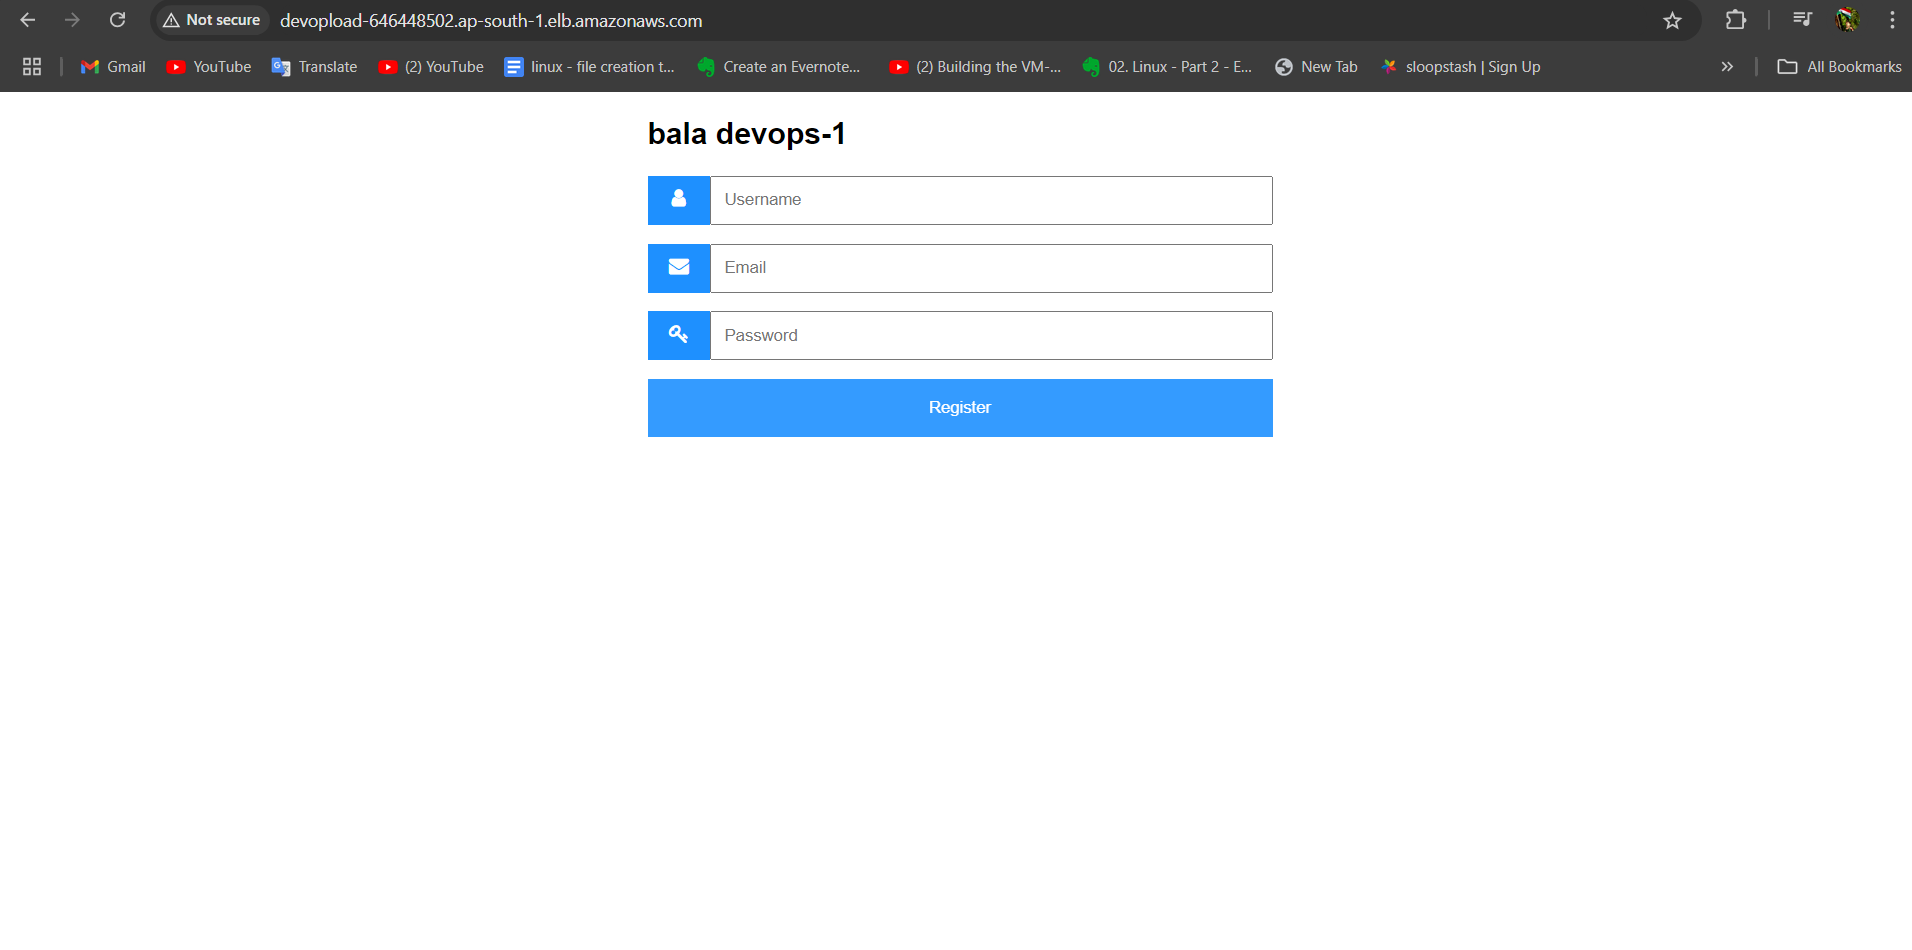 Not secure devopload-646448502.ap-south-1.elb.amazonaws.com
Gmail YouTube Translate (2) YouTube linux - file creation t... Create an Evernote... (2) Building the VM-... 02. Linux - Part 2 - E... New Tab sloopstash | Sign Up All Bookmarks
bala devops-1
Username
Email
Password
Register